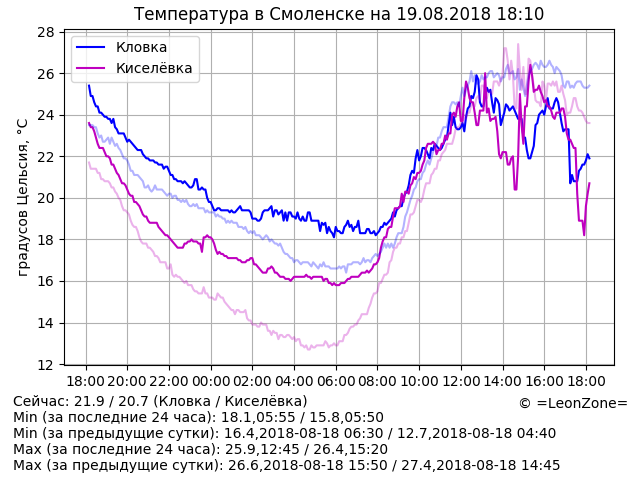 Температура в Смоленске на 19.08.2018 18:10
Кловка
Киселёвка
градусов Цельсия, °C
28
26
24
22
20
18
16
14
12
18:00 20:00 22:00 00:00 02:00 04:00 06:00 08:00 10:00 12:00 14:00 16:00 18:00
Сейчас: 21.9 / 20.7 (Кловка / Киселёвка)
© =LeonZone=
Min (за последние 24 часа): 18.1,05:55 / 15.8,05:50
Min (за предыдущие сутки): 16.4,2018-08-18 06:30 / 12.7,2018-08-18 04:40
Max (за последние 24 часа): 25.9,12:45 / 26.4,15:20
Max (за предыдущие сутки): 26.6,2018-08-18 15:50 / 27.4,2018-08-18 14:45